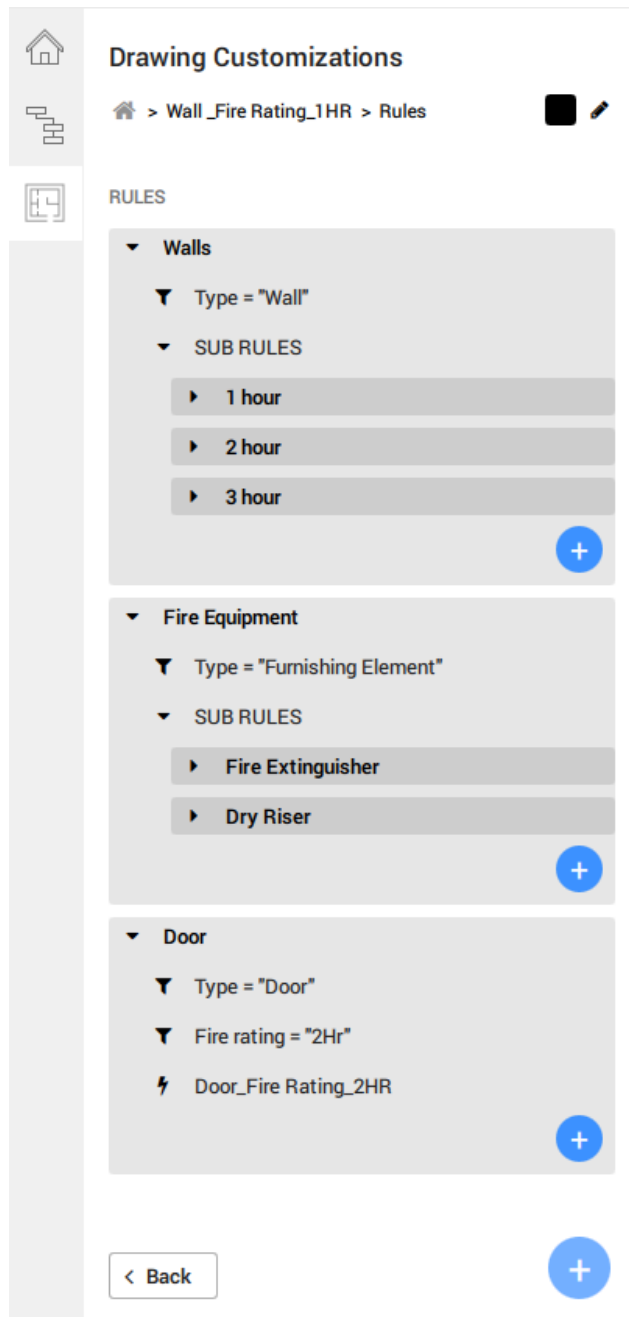 Drawing Customizations
> Wall _Fire Rating_1HR > Rules
RULES
Walls
Type = "Wall"
SUB RULES
1 hour
2 hour
3 hour
+
Fire Equipment
Type = "Furnishing Element"
SUB RULES
Fire Extinguisher
Dry Riser
+
Door
Type = "Door"
Fire rating = "2Hr"
Door_Fire Rating_2HR
+
< Back
+